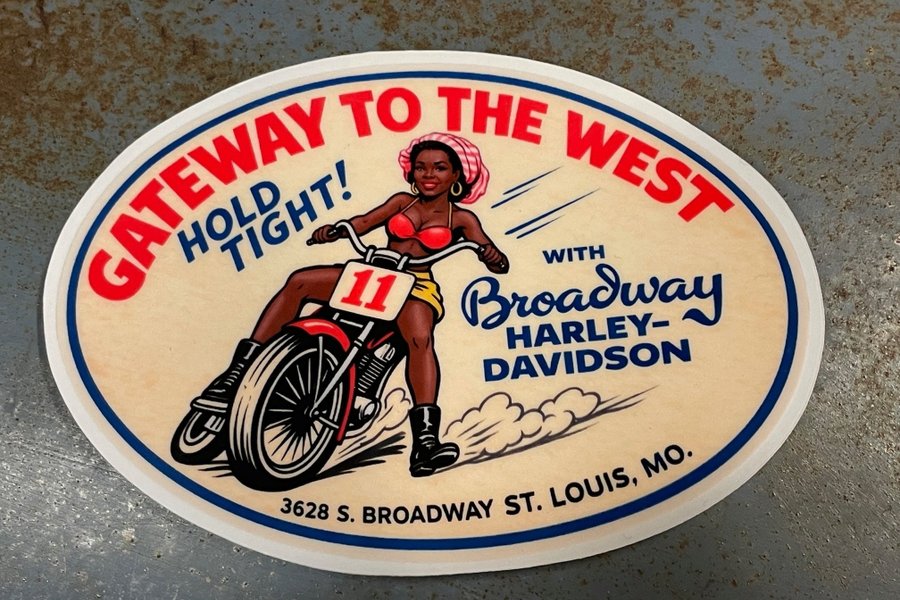 GATEWAY TO THE WEST
HOLD
TIGHT!
11
WITH
Broadway
HARLEY-
DAVIDSON
3628 S. BROADWAY ST. LOUIS, MO.